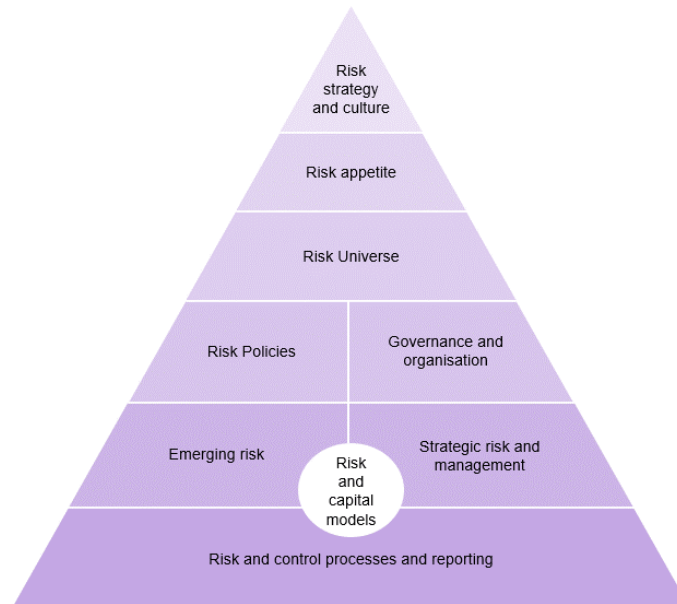 Risk
strategy
and culture
Risk appetite
Risk Universe
Risk Policies
Governance and
organisation
Emerging risk
Strategic risk and
management
Risk
and
capital
models
Risk and control processes and reporting